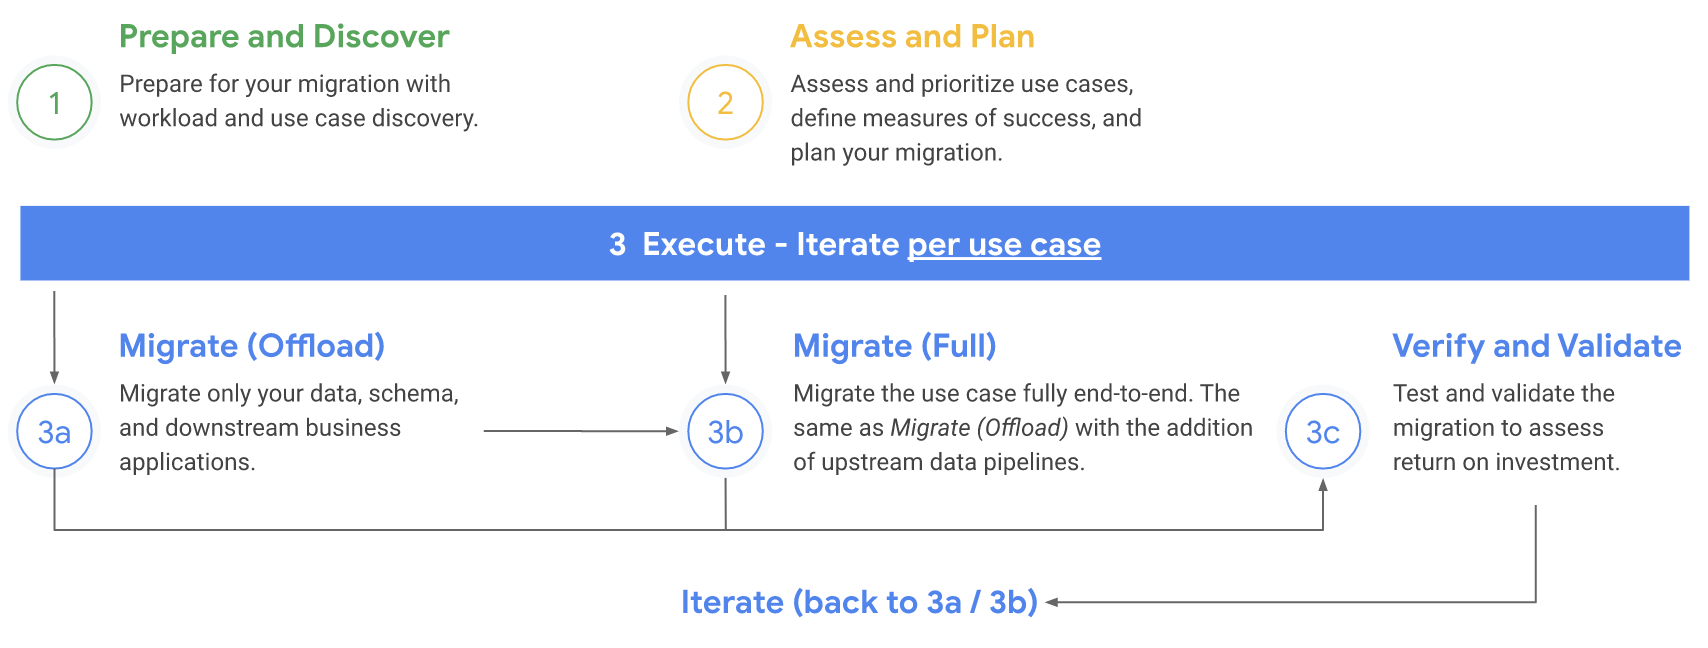 Prepare and Discover
1
Prepare for your migration with
workload and use case discovery.
Assess and Plan
2
Assess and prioritize use cases,
define measures of success, and
plan your migration.
3 Execute - Iterate per use case
Migrate (Offload)
3a
Migrate only your data, schema,
and downstream business
applications.
Migrate (Full)
3b
Migrate the use case fully end-to-end. The
same as Migrate (Offload) with the addition
of upstream data pipelines.
Verify and Validate
3c
Test and validate the
migration to assess
return on investment.
Iterate (back to 3a / 3b)